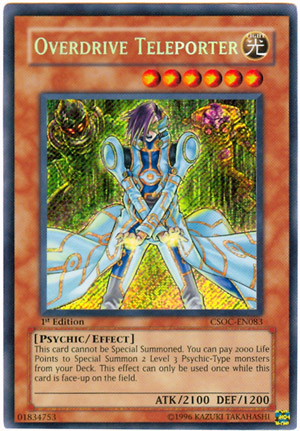 OVERDRIVE TELEPORTER
LIGHT
光
1st Edition
CSOC-EN083
[PSYCHIC/EFFECT]
This card cannot be Special Summoned. You can pay 2000 Life
Points to Special Summon 2 Level 3 Psychic-Type monsters
from your Deck. This effect can only be used once while this
card is face-up on the field.
ATK/2100 DEF/1200
01834753
©1996 KAZUKI TAKAHASHI